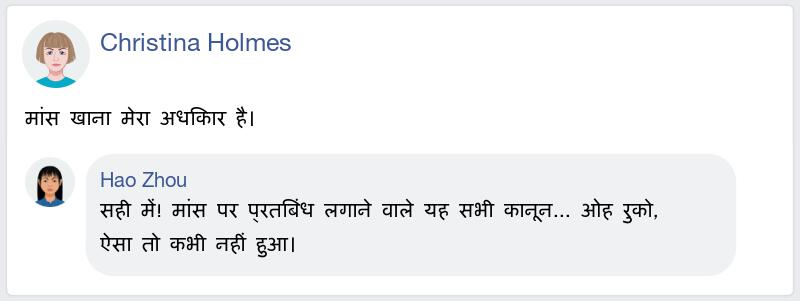 Christina Holmes
मांस खाना मेरा अधिकार है।
Hao Zhou
सही में! मांस पर प्रतिबंध लगाने वाले यह सभी कानून... ओह रुको,
ऐसा तो कभी नहीं हुआ।